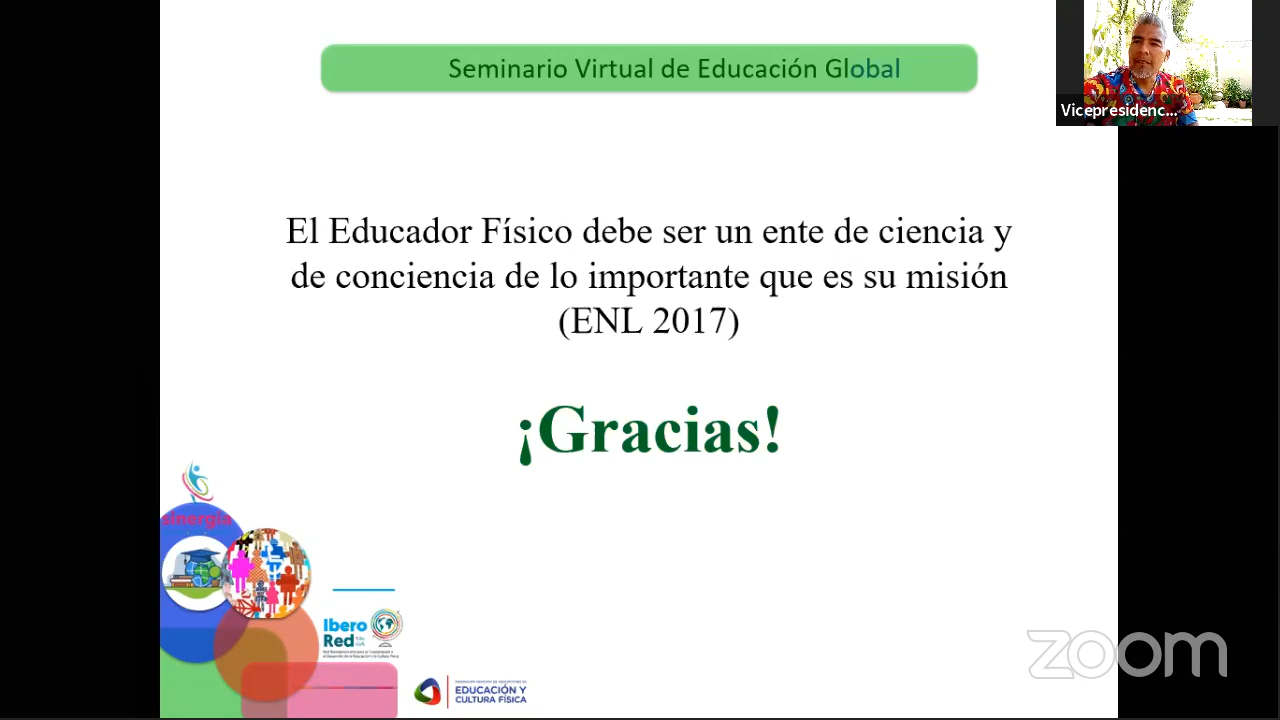 Seminario Virtual de Educación Global
Vicepresidenc...
El Educador Físico debe ser un ente de ciencia y
de conciencia de lo importante que es su misión
(ENL 2017)
¡Gracias!
sinergia
Ibero
Red
EDUCACIÓN Y
CULTURA FÍSICA
zoom